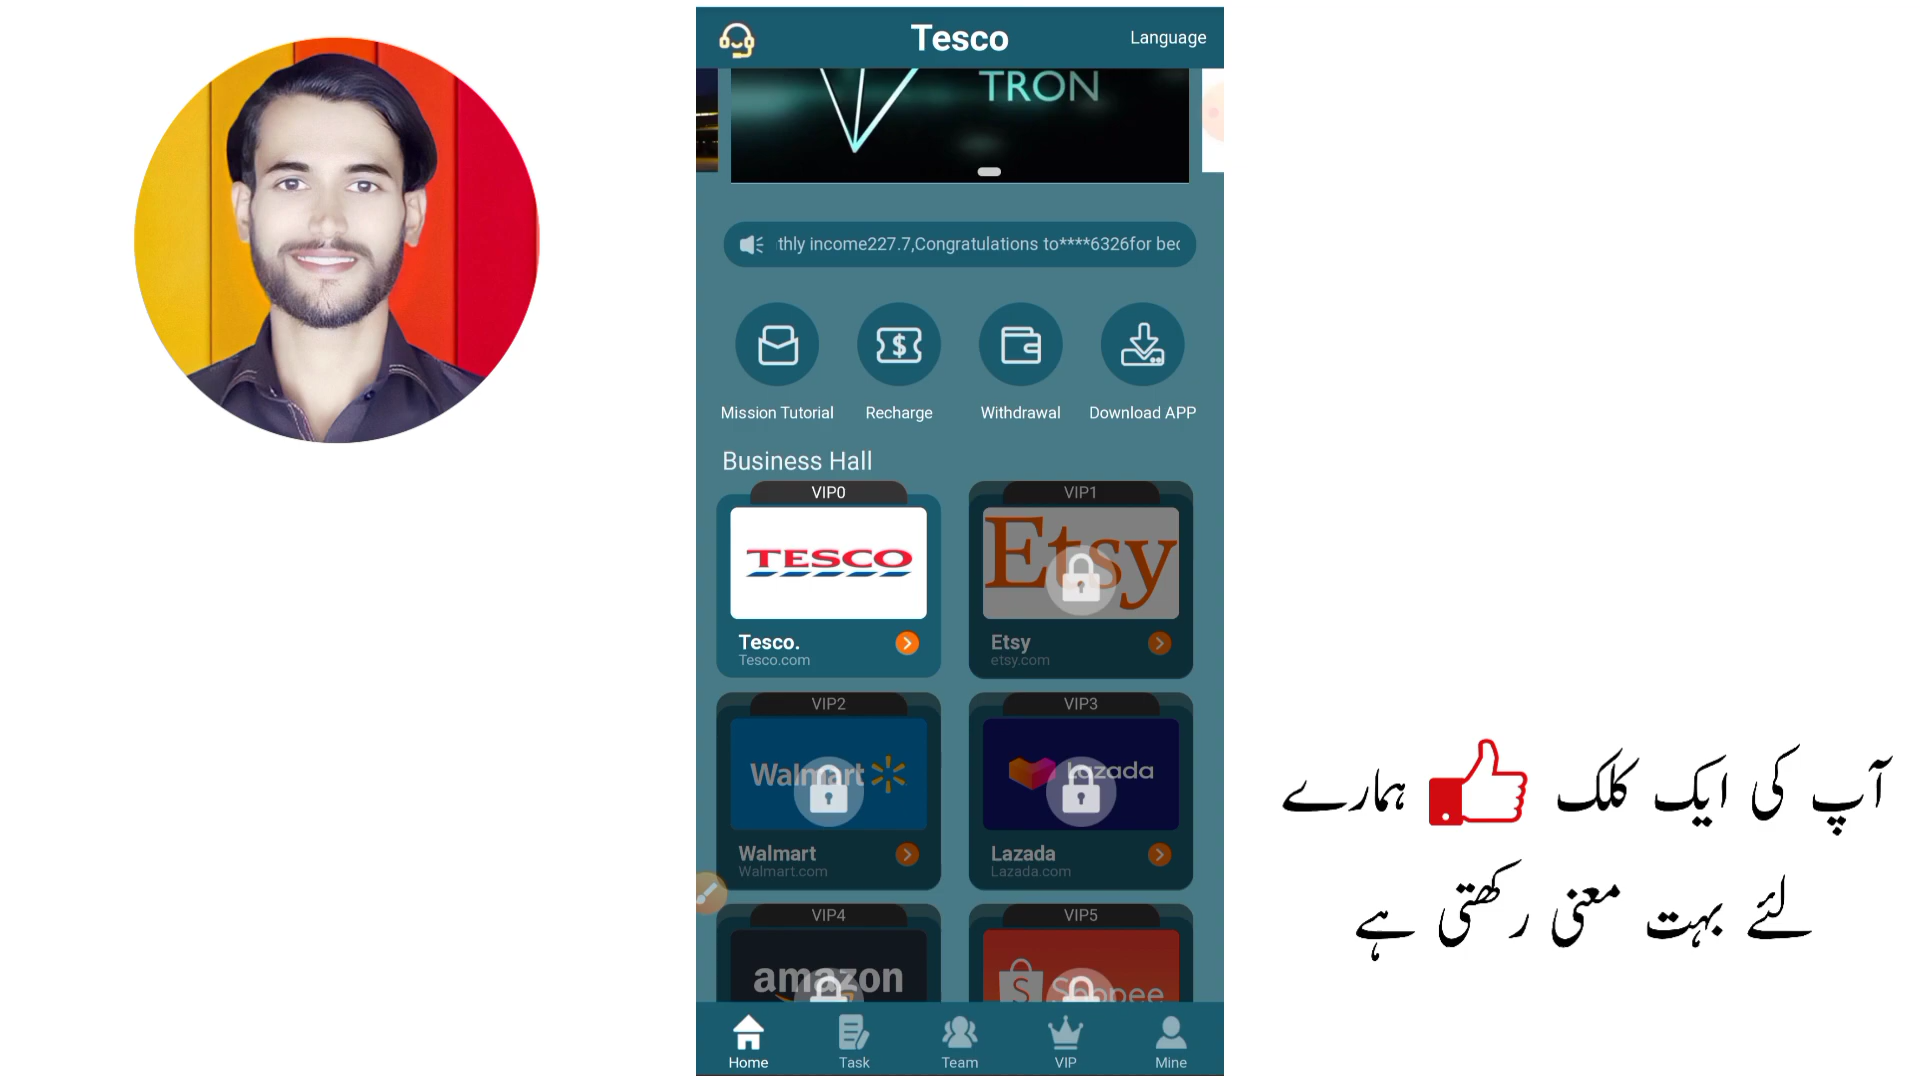 Tesco
Language
TRON
thly income227.7,Congratulations to****6326for bec
Mission Tutorial
Recharge
Withdrawal
Download APP
Business Hall
VIP0
VIP1
TESCO
Etsy
Tesco.
Tesco.com
Etsy
etsy.com
VIP2
VIP3
Walmart
Lazada
Walmart
Walmart.com
Lazada
Lazada.com
VIP4
VIP5
amazon
Shopee
Home
Task
Team
VIP
Mine
آپ کی ایک کلک ہمارے
لئے بہت معنی رکھتی ہے